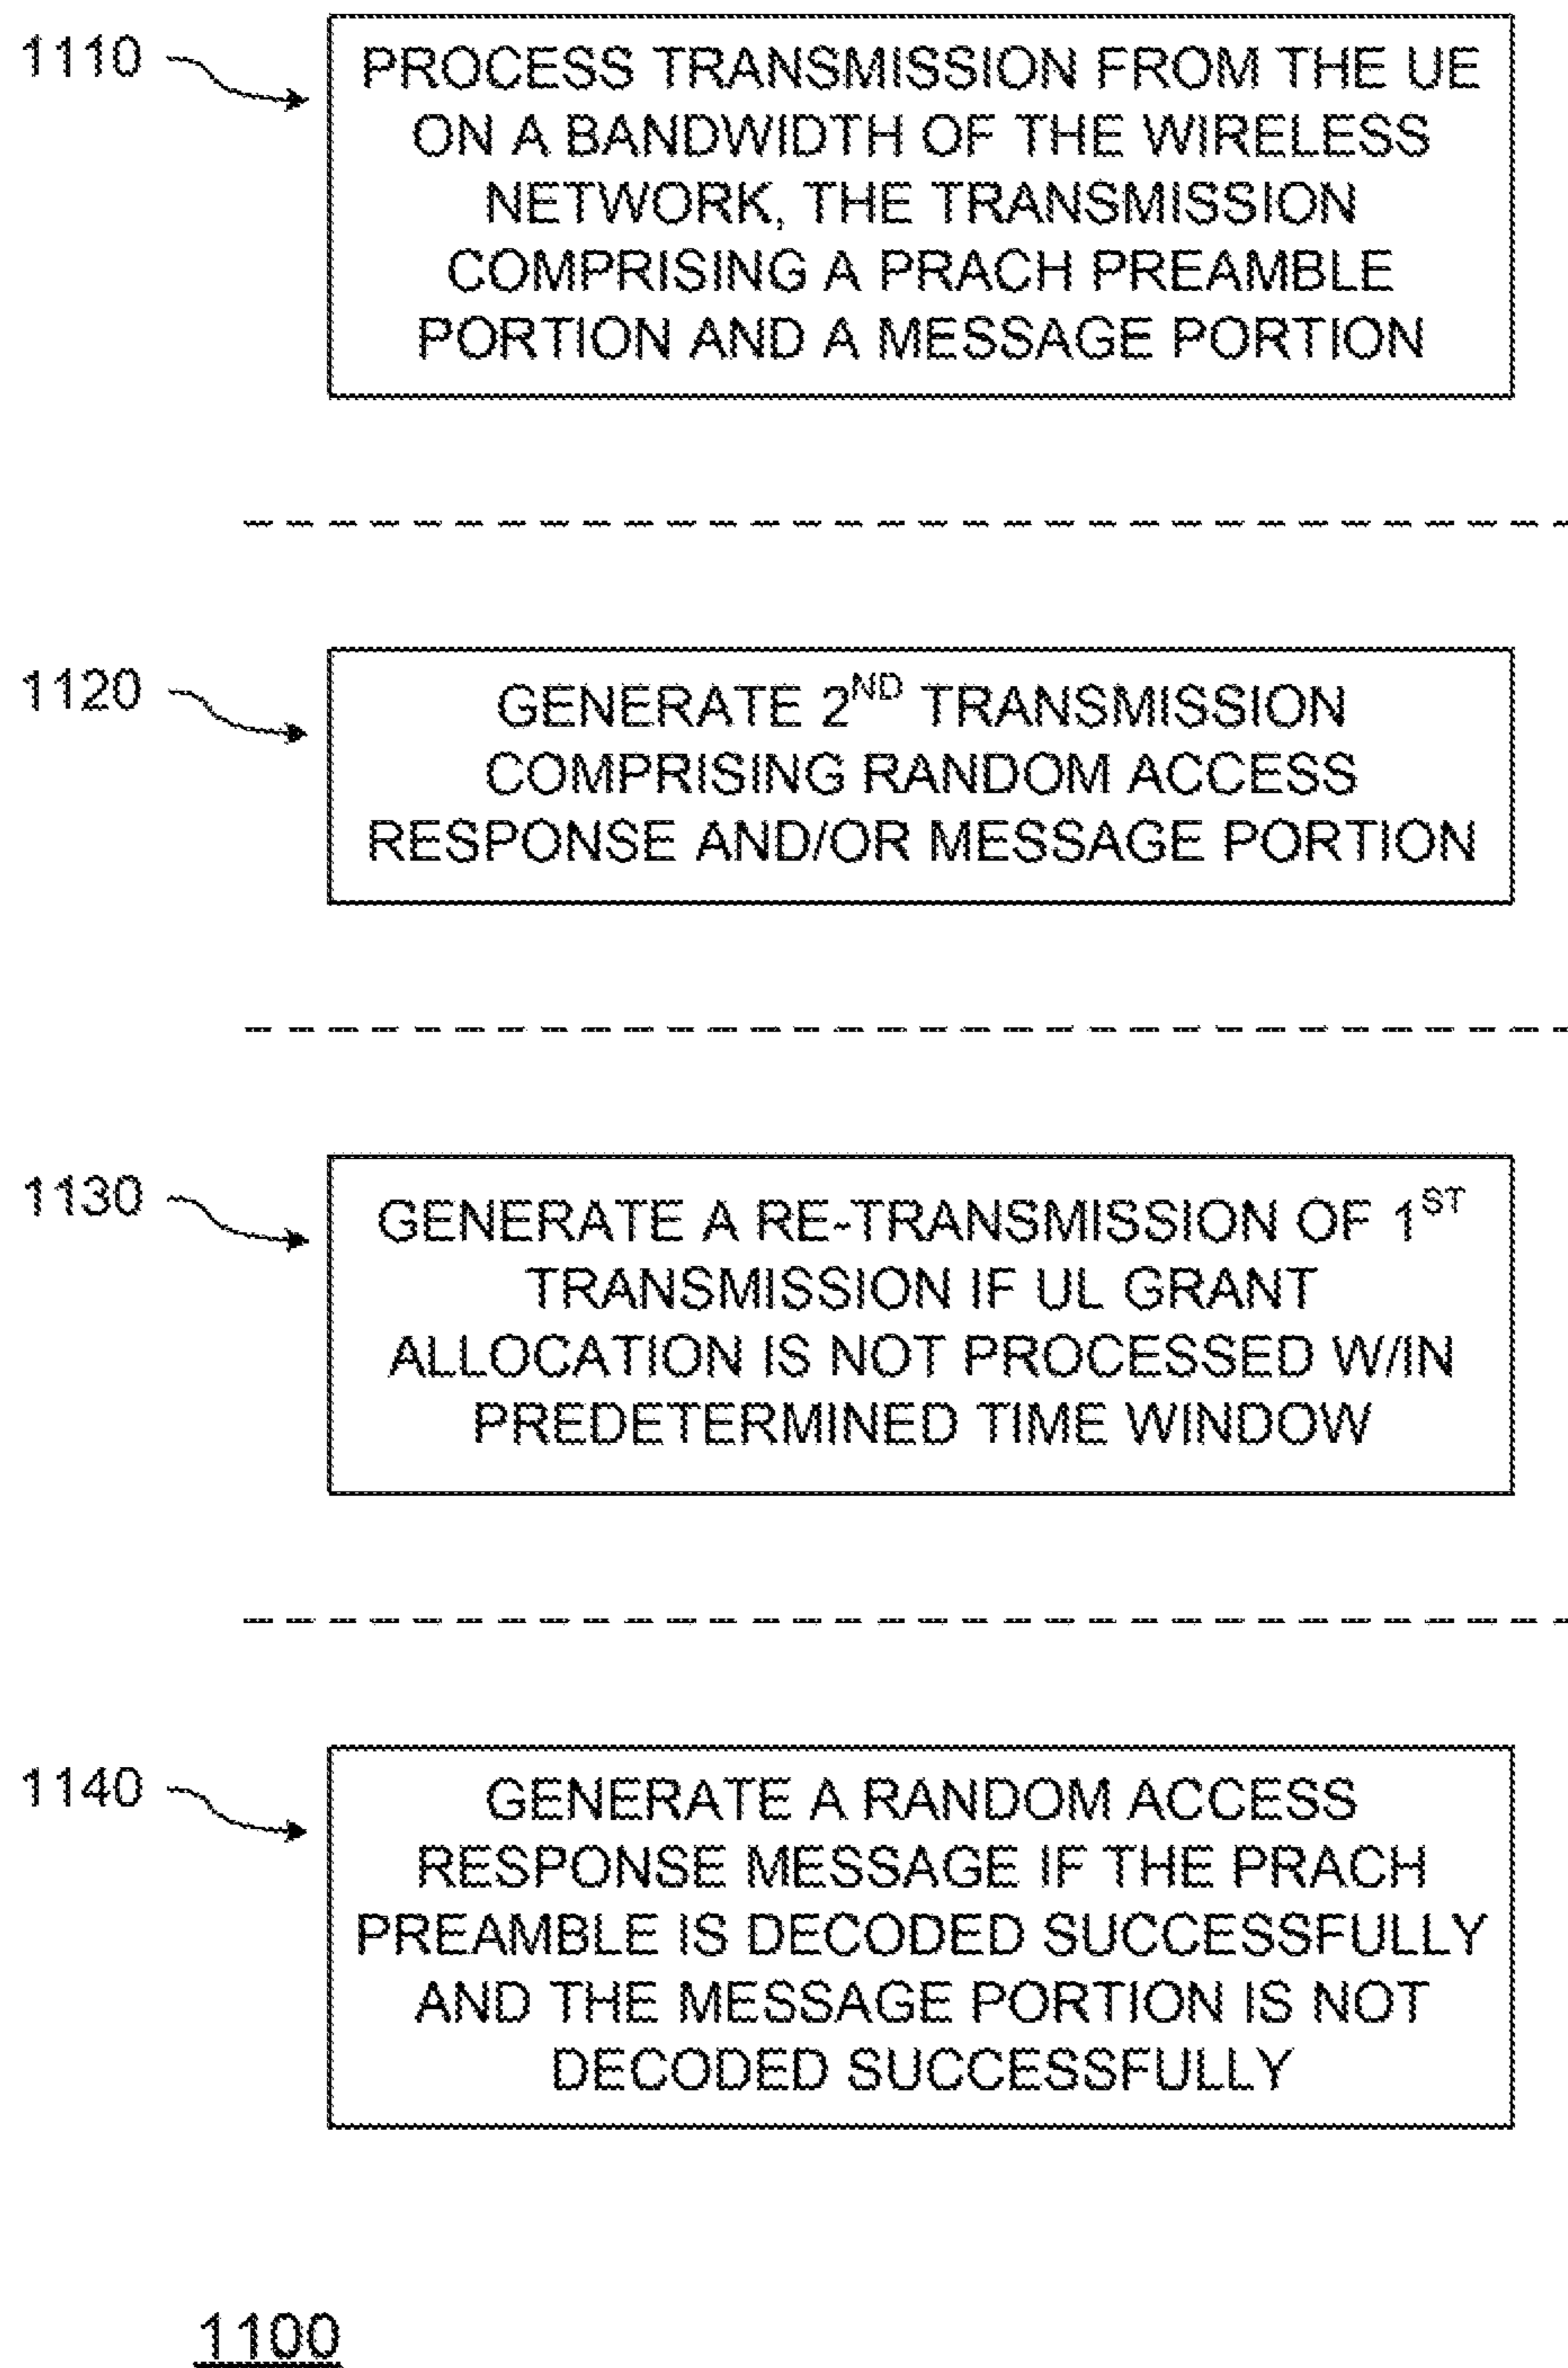 1110
PROCESS TRANSMISSION FROM THE UE
ON A BANDWIDTH OF THE WIRELESS
NETWORK, THE TRANSMISSION
COMPRISING A PRACH PREAMBLE
PORTION AND A MESSAGE PORTION
1120
GENERATE 2ND TRANSMISSION
COMPRISING RANDOM ACCESS
RESPONSE AND/OR MESSAGE PORTION
1130
GENERATE A RE-TRANSMISSION OF 1ST
TRANSMISSION IF UL GRANT
ALLOCATION IS NOT PROCESSED W/IN
PREDETERMINED TIME WINDOW
1140
GENERATE A RANDOM ACCESS
RESPONSE MESSAGE IF THE PRACH
PREAMBLE IS DECODED SUCCESSFULLY
AND THE MESSAGE PORTION IS NOT
DECODED SUCCESSFULLY
1100